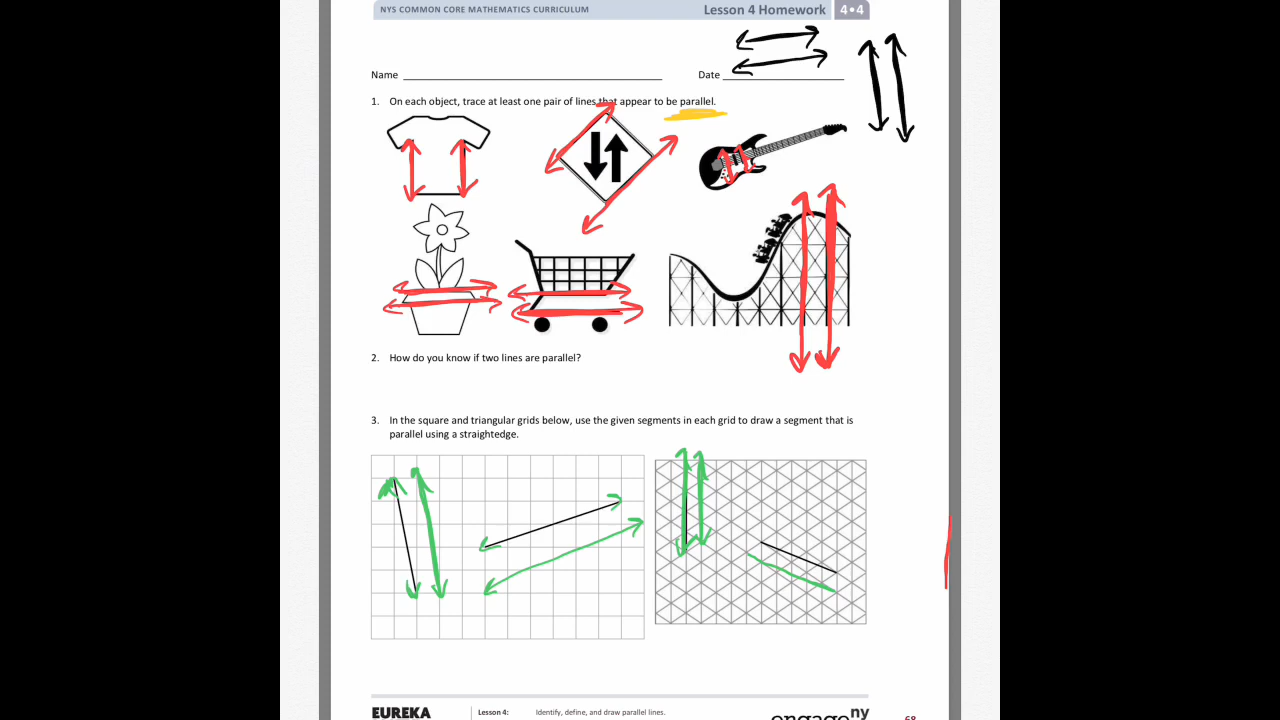 NYS COMMON CORE MATHEMATICS CURRICULUM Lesson 4 Homework 4•4
Name Date
1. On each object, trace at least one pair of lines that appear to be parallel.
2. How do you know if two lines are parallel?
3. In the square and triangular grids below, use the given segments in each grid to draw a segment that is
parallel using a straightedge.
EUREKA Lesson 4: Identify, define, and draw parallel lines. engageny 68